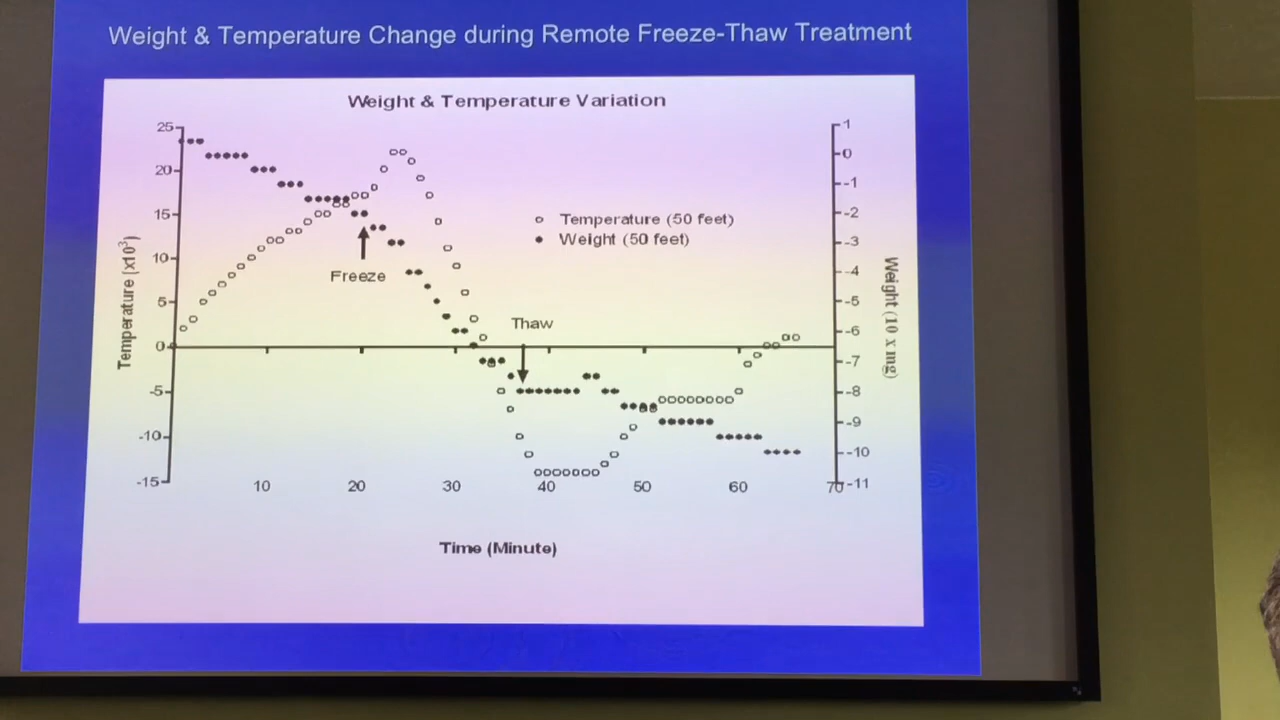 Weight & Temperature Change during Remote Freeze-Thaw Treatment
Weight & Temperature Variation
25
20
15
10
5
0
-5
-10
-15
Temperature [x10³)
1
0
-1
-2
-3
-4
-5
-6
-7
-8
-9
-10
-11
Weight (10 x mg)
Temperature (50 feet)
Weight (50 feet)
Freeze
Thaw
10 20 30 40 50 60 70
Time (Minute)